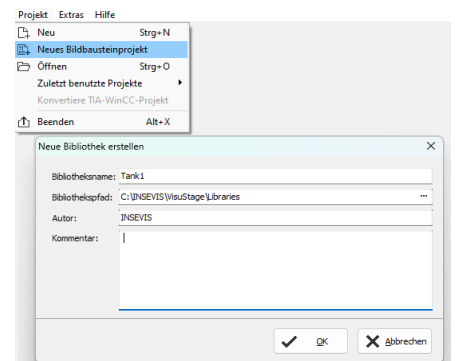 Projekt Extras Hilfe
Neu Strg+N
Neues Bildbausteinprojekt
Öffnen Strg+O
Zuletzt benutzte Projekte
Konvertiere TIA-WinCC-Projekt
Beenden Alt+X
Neue Bibliothek erstellen
Bibliotheksname: Tank1
Bibliothekspfad: C:\INSEVIS\VisuStage\Libraries ...
Autor: INSEVIS
Kommentar:
OK Abbrechen